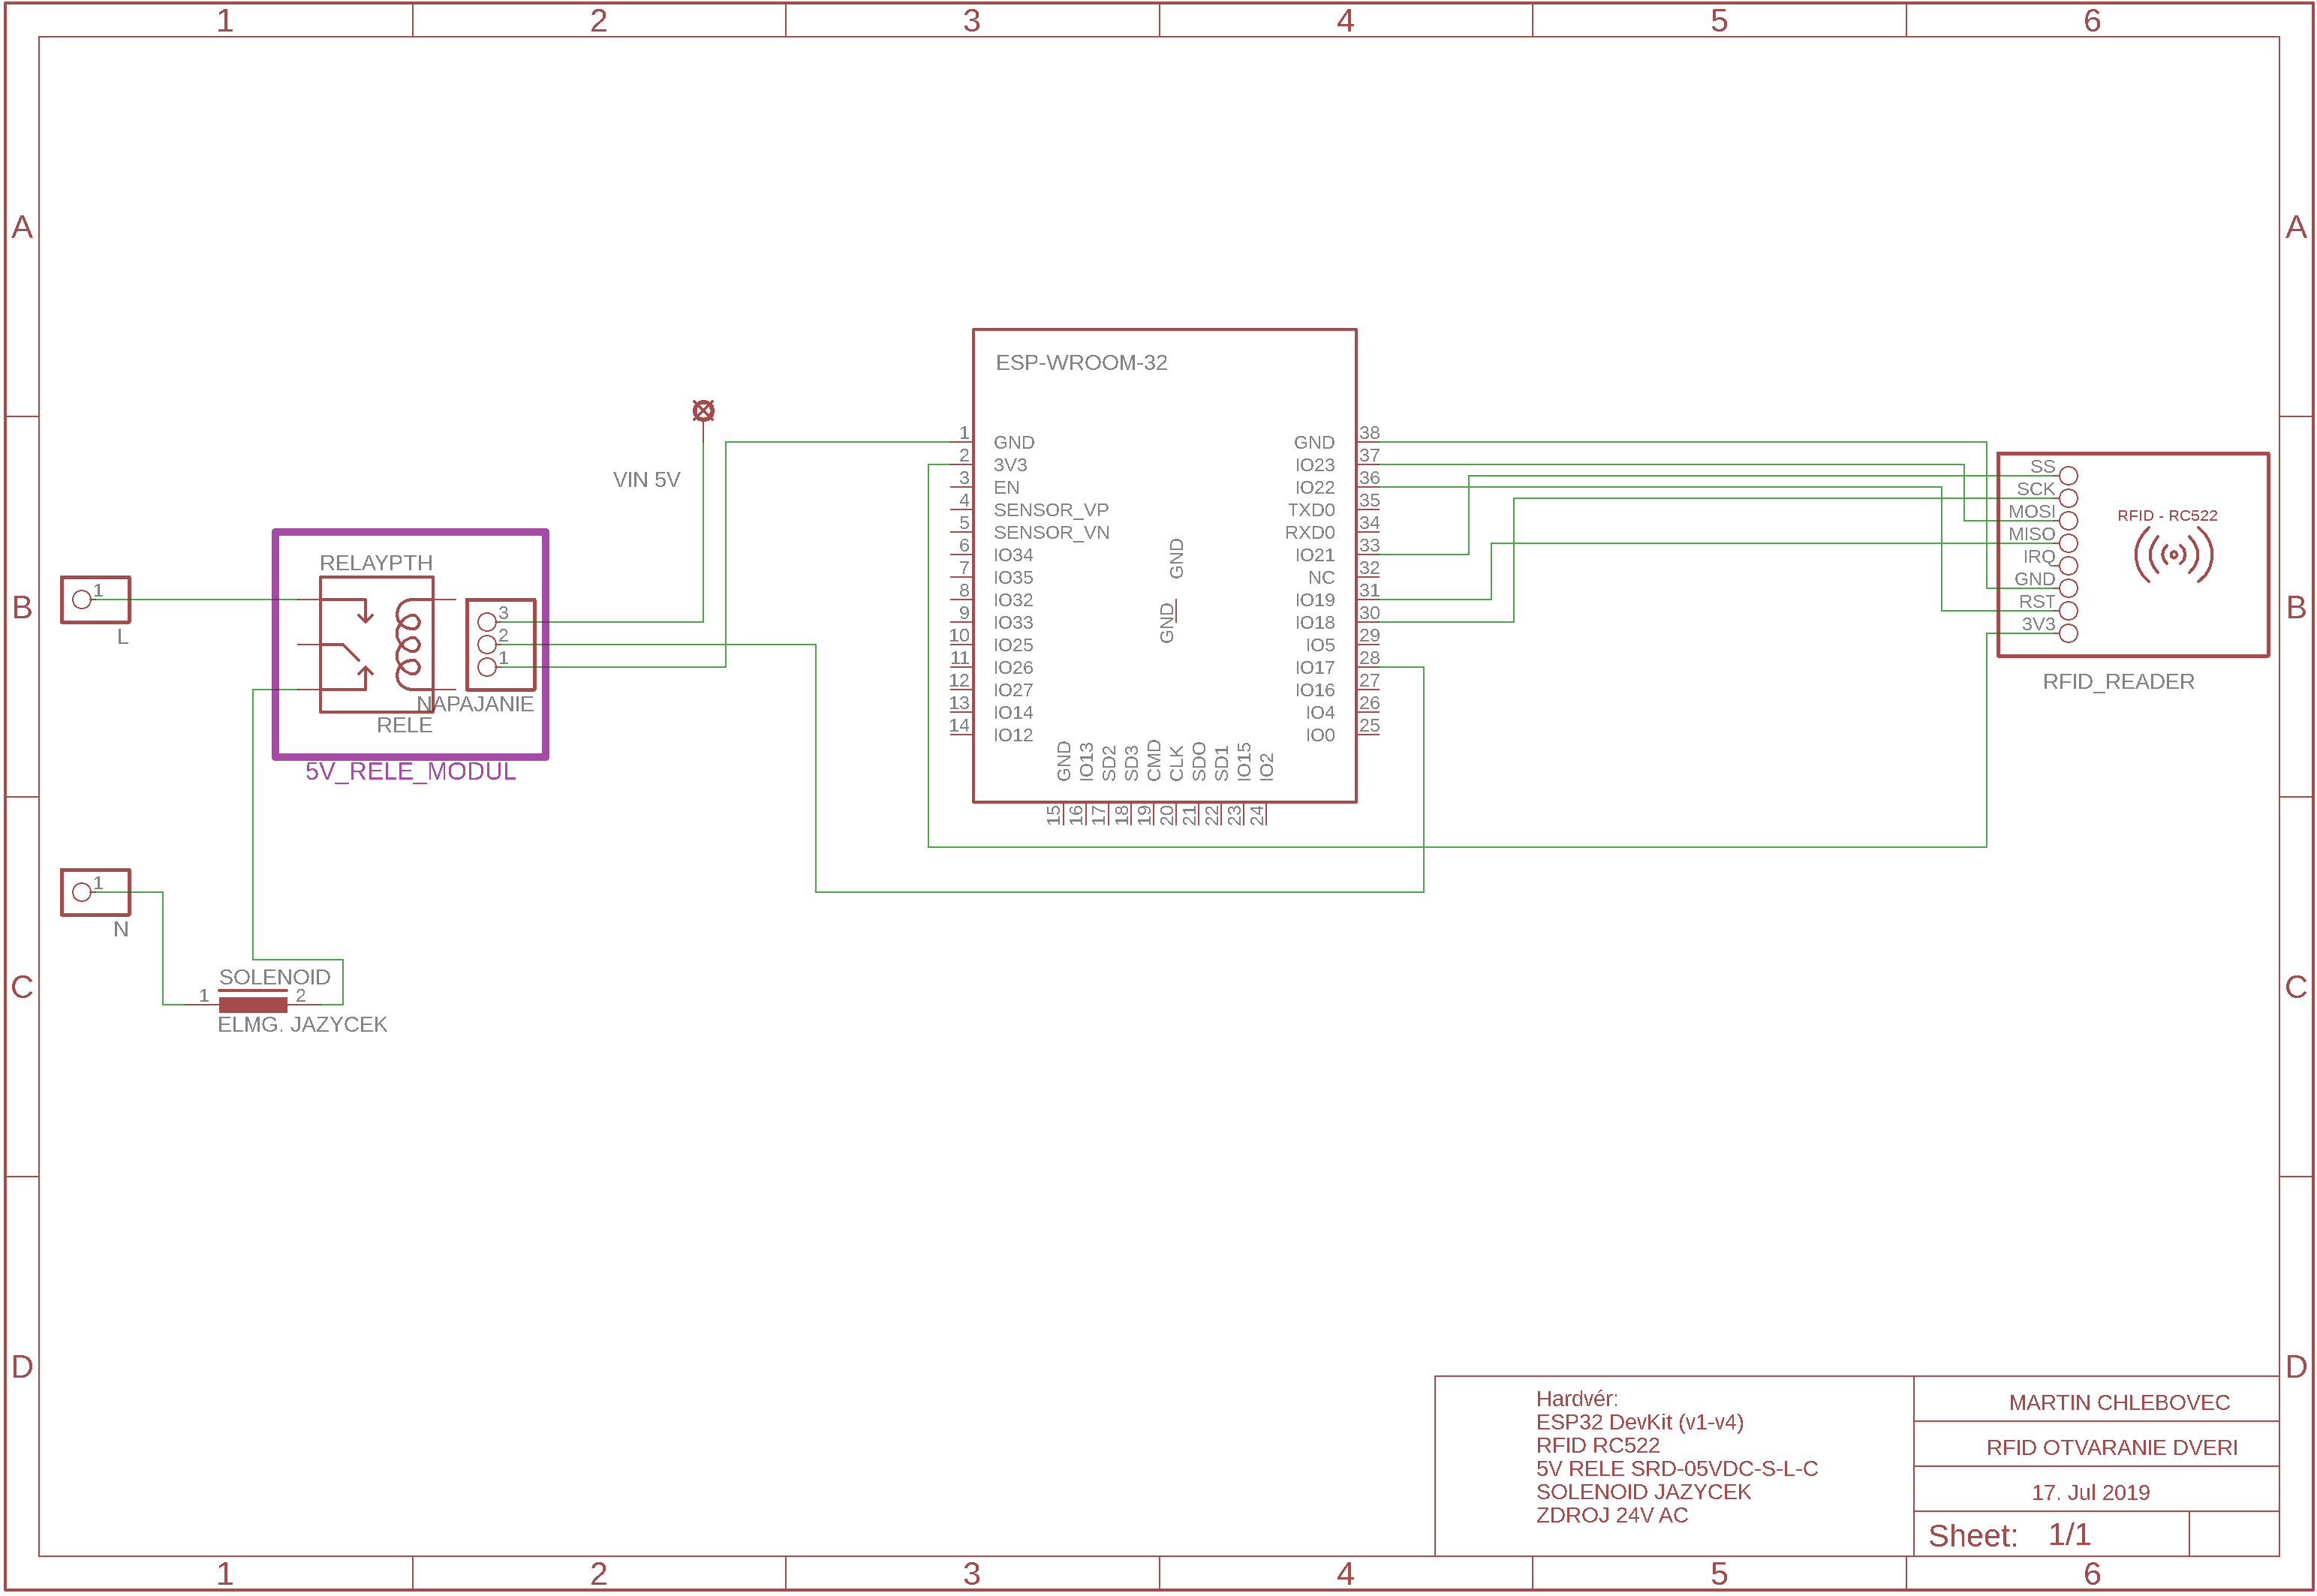 1 2 3 4 5 6
A A
B B
C C
D D
ESP-WROOM-32
1 GND
2 3V3
3 EN
4 SENSOR_VP
5 SENSOR_VN
6 IO34
7 IO35
8 IO32
9 IO33
10 IO25
11 IO26
12 IO27
13 IO14
14 IO12
GND 38
IO23 37
IO22 36
TXD0 35
RXD0 34
IO21 33
NC 32
IO19 31
IO18 30
IO5 29
IO17 28
IO16 27
IO4 26
IO0 25
GND
GND
GND IO13 SD2 SD3 CMD CLK SDO SD1 IO15 IO2
15 16 17 18 19 20 21 22 23 24
VIN 5V
RELAYPTH
RELE
3
2
1
NAPAJANIE
5V_RELE_MODUL
1
L
1
N
SOLENOID
1 2
ELMG. JAZYCEK
SS
SCK
MOSI
MISO
IRQ
GND
RST
3V3
RFID - RC522
RFID_READER
Hardvér:
ESP32 DevKit (v1-v4)
RFID RC522
5V RELE SRD-05VDC-S-L-C
SOLENOID JAZYCEK
ZDROJ 24V AC
MARTIN CHLEBOVEC
RFID OTVARANIE DVERI
17. Jul 2019
Sheet: 1/1
1 2 3 4 5 6